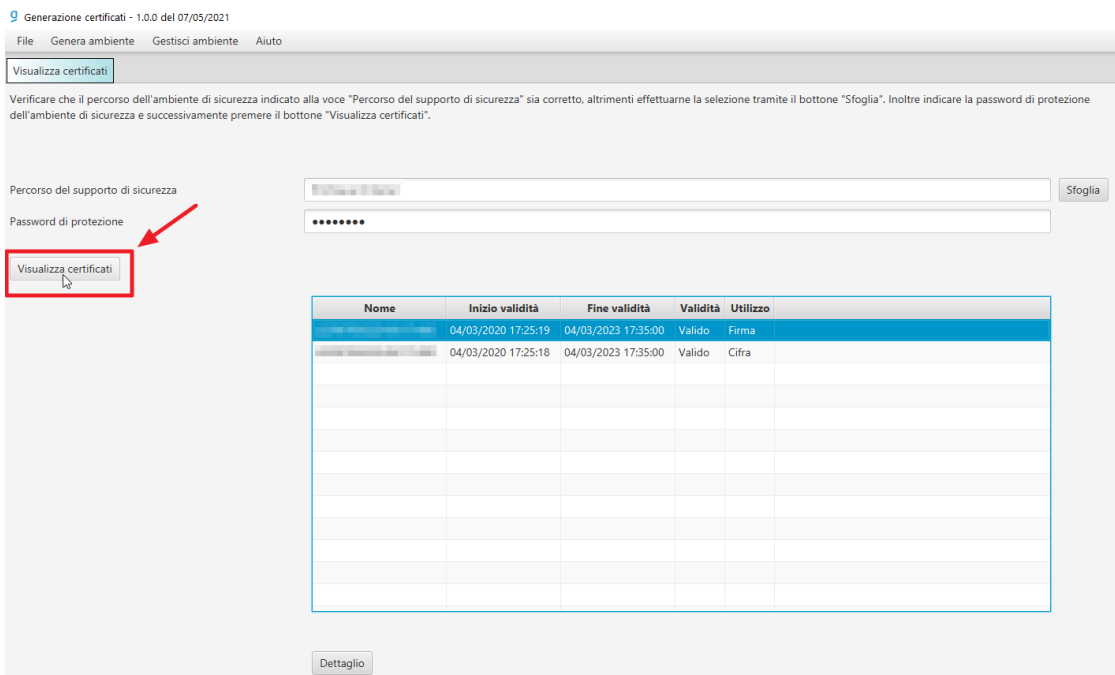 Generazione certificati - 1.0.0 del 07/05/2021
File Genera ambiente Gestisci ambiente Aiuto
Visualizza certificati
Verificare che il percorso dell'ambiente di sicurezza indicato alla voce "Percorso del supporto di sicurezza" sia corretto, altrimenti effettuarne la selezione tramite il bottone "Sfoglia". Inoltre indicare la password di protezione
dell'ambiente di sicurezza e successivamente premere il bottone "Visualizza certificati".
Percorso del supporto di sicurezza Sfoglia
Password di protezione ••••••••
Visualizza certificati
Nome Inizio validità Fine validità Validità Utilizzo
04/03/2020 17:25:19 04/03/2023 17:35:00 Valido Firma
04/03/2020 17:25:18 04/03/2023 17:35:00 Valido Cifra
Dettaglio